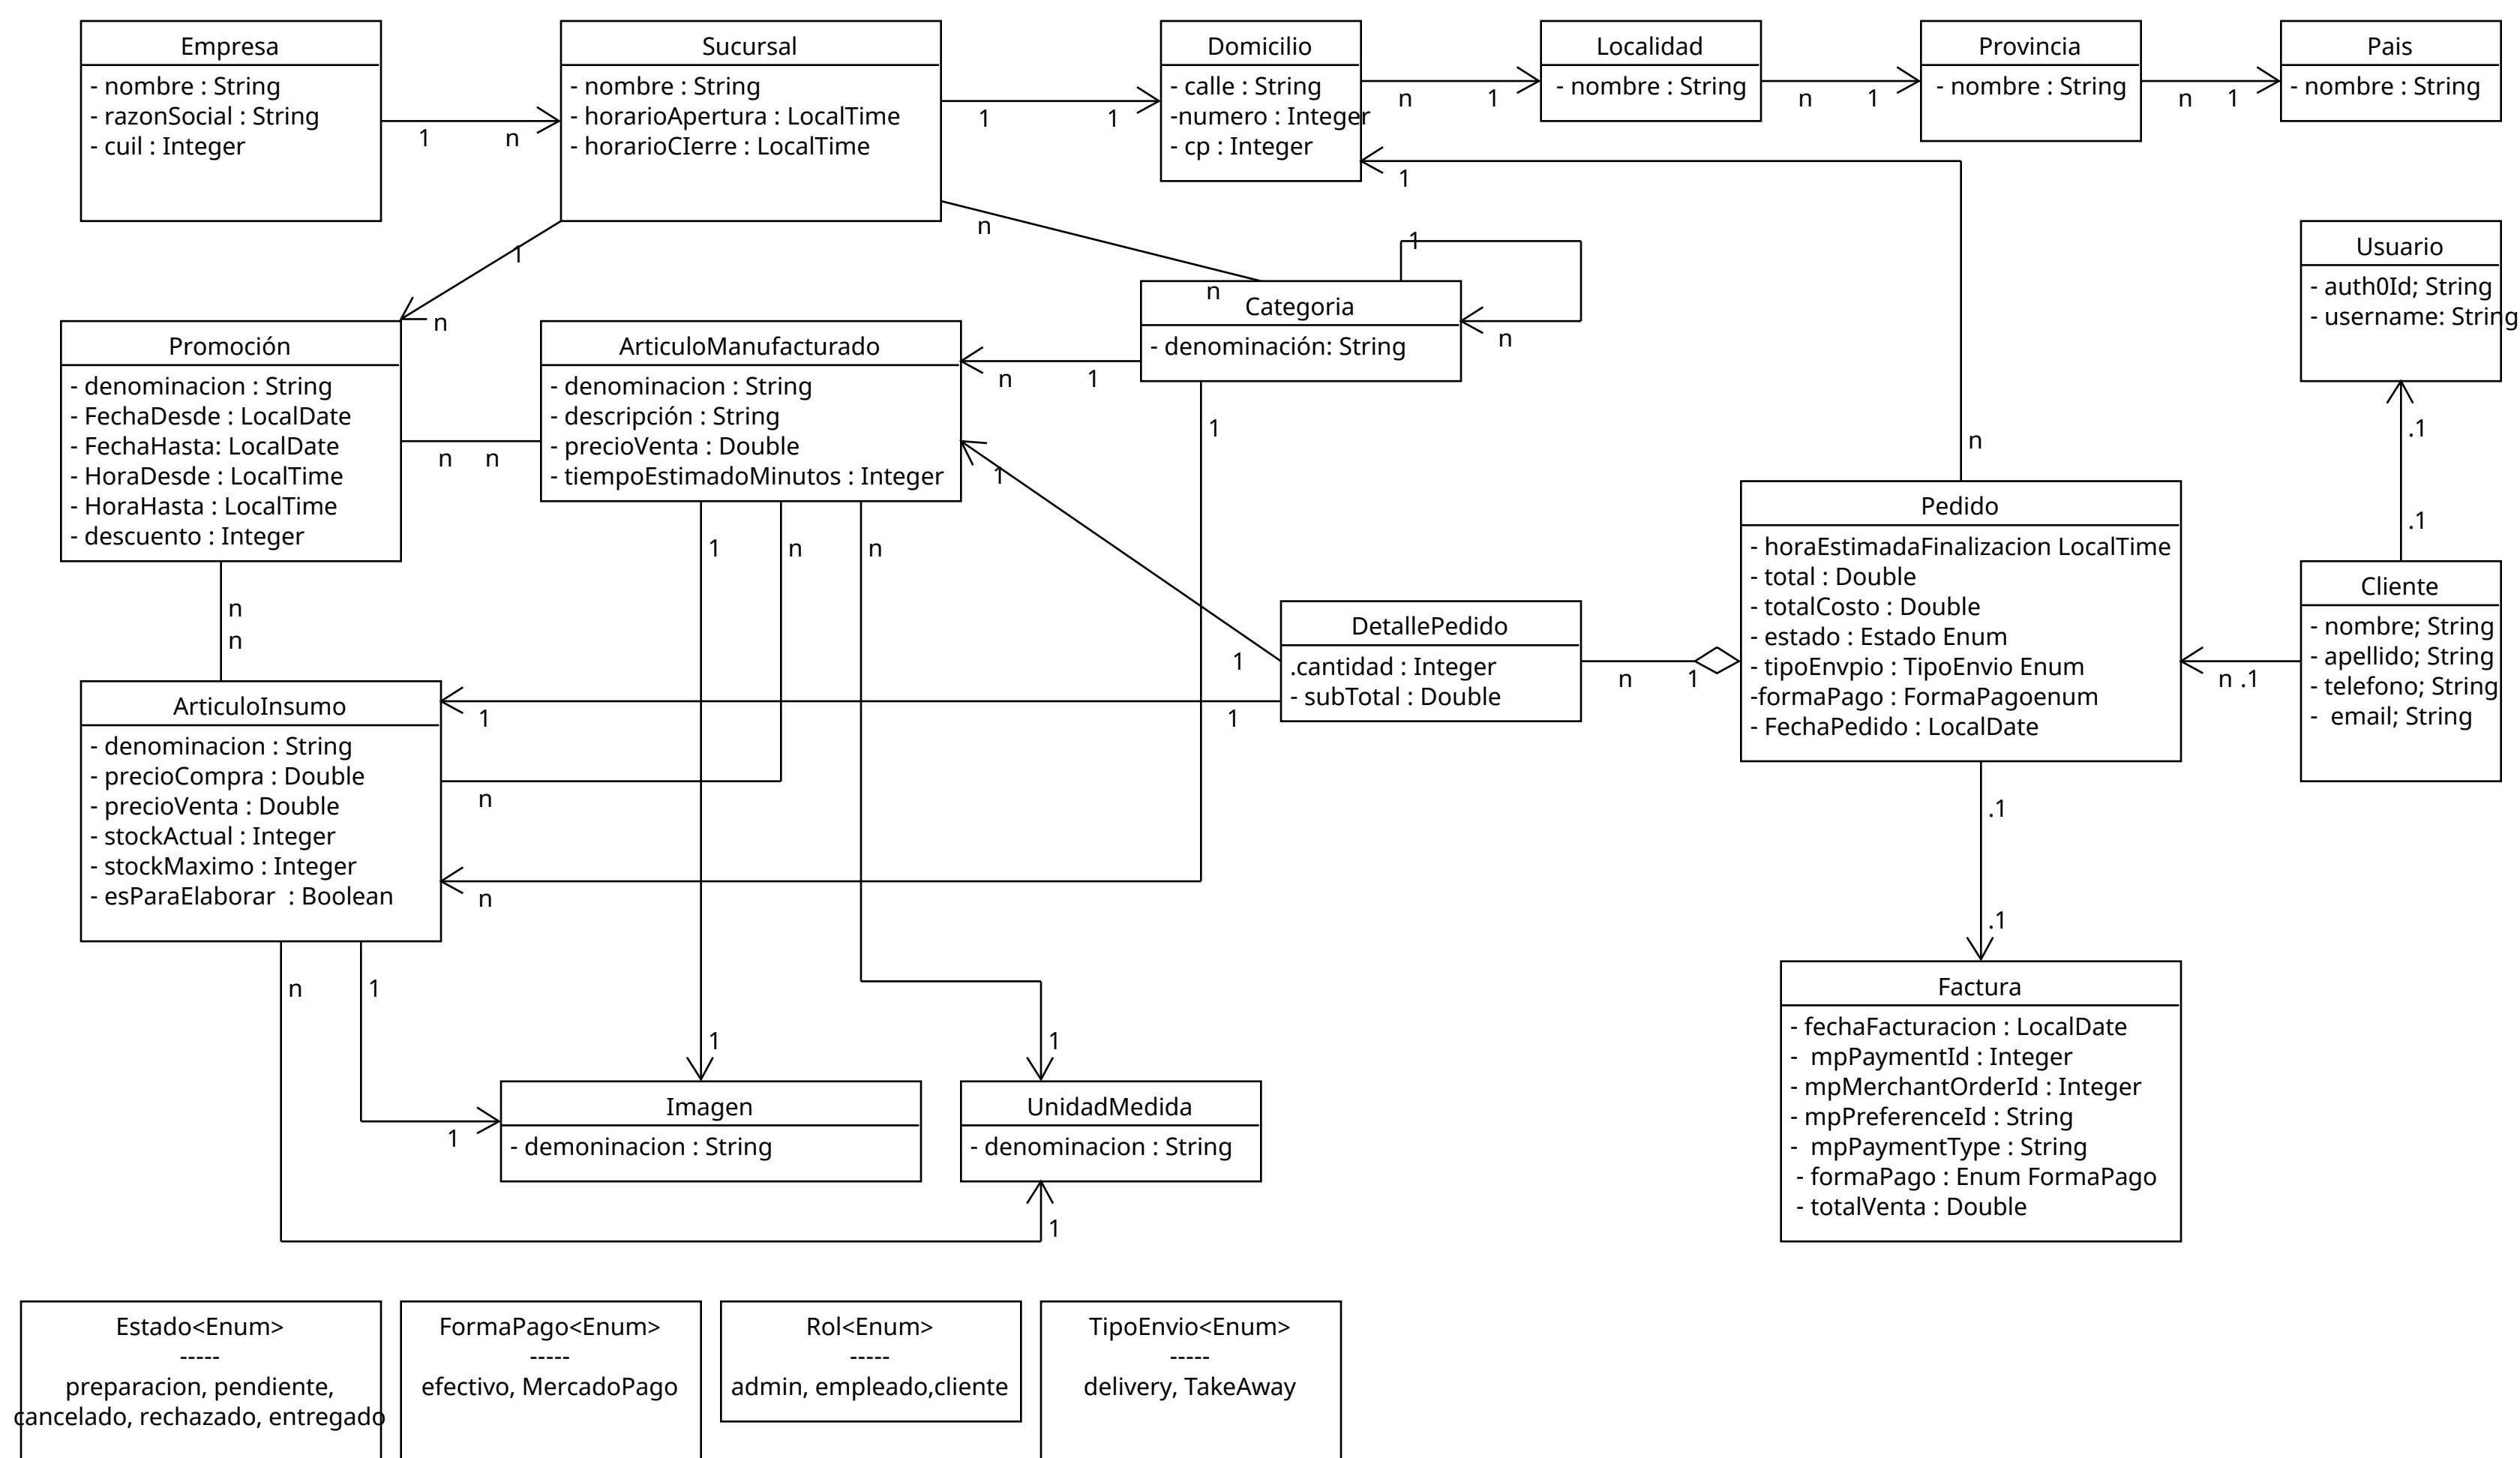 Empresa
- nombre : String
- razonSocial : String
- cuil : Integer
1
n
Sucursal
- nombre : String
- horarioApertura : LocalTime
- horarioCIerre : LocalTime
1
1
Domicilio
- calle : String
-numero : Integer
- cp : Integer
n
1
Localidad
- nombre : String
n
1
Provincia
- nombre : String
n
1
Pais
- nombre : String
1
n
1
n
n
n
1
n
Categoria
- denominación: String
n
1
1
Usuario
- auth0Id; String
- username: String
.1
.1
Promoción
- denominacion : String
- FechaDesde : LocalDate
- FechaHasta: LocalDate
- HoraDesde : LocalTime
- HoraHasta : LocalTime
- descuento : Integer
n
n
ArticuloManufacturado
- denominacion : String
- descripción : String
- precioVenta : Double
- tiempoEstimadoMinutos : Integer
1
1
n
n
n
n
DetallePedido
.cantidad : Integer
- subTotal : Double
1
1
1
n
1
Pedido
- horaEstimadaFinalizacion LocalTime
- total : Double
- totalCosto : Double
- estado : Estado Enum
- tipoEnvpio : TipoEnvio Enum
-formaPago : FormaPagoenum
- FechaPedido : LocalDate
n .1
Cliente
- nombre; String
- apellido; String
- telefono; String
-  email; String
ArticuloInsumo
- denominacion : String
- precioCompra : Double
- precioVenta : Double
- stockActual : Integer
- stockMaximo : Integer
- esParaElaborar  : Boolean
n
n
n
1
.1
.1
1
1
1
1
Imagen
- demoninacion : String
UnidadMedida
- denominacion : String
Factura
- fechaFacturacion : LocalDate
-  mpPaymentId : Integer
- mpMerchantOrderId : Integer
- mpPreferenceId : String
-  mpPaymentType : String
- formaPago : Enum FormaPago
- totalVenta : Double
Estado<Enum>
-----
preparacion, pendiente,
cancelado, rechazado, entregado
FormaPago<Enum>
-----
efectivo, MercadoPago
Rol<Enum>
-----
admin, empleado,cliente
TipoEnvio<Enum>
-----
delivery, TakeAway